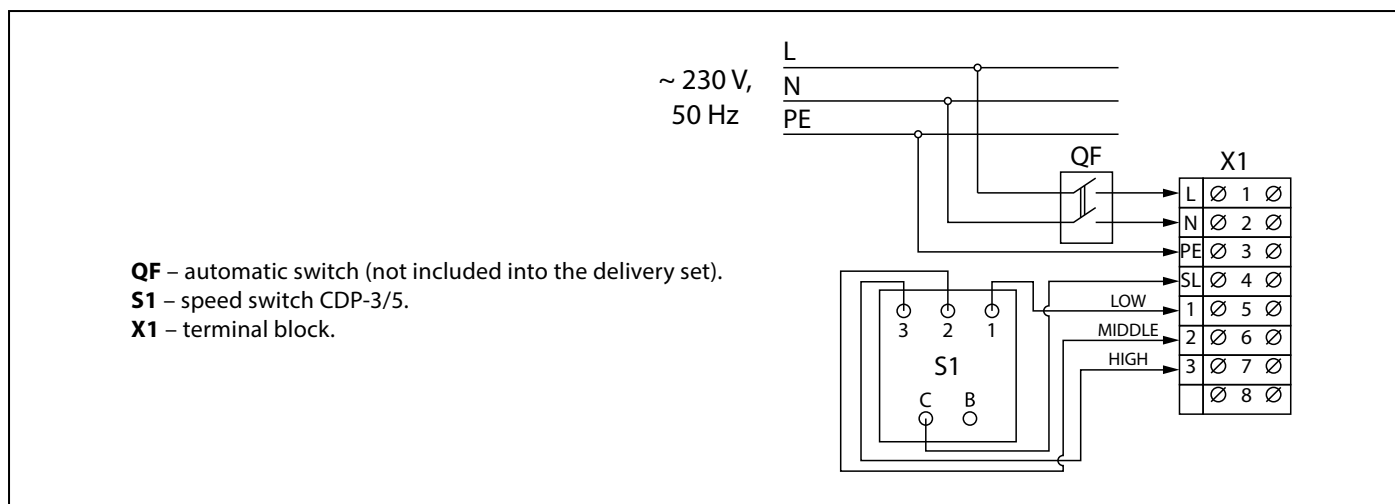 L
~ 230 V,
N
50 Hz
PE
QF
X1
L 1
N 2
PE 3
QF – automatic switch (not included into the delivery set).
SL 4
S1 – speed switch CDP-3/5.
LOW
1 5
X1 – terminal block.
3 2 1
MIDDLE
2 6
S1
HIGH
3 7
C B
8